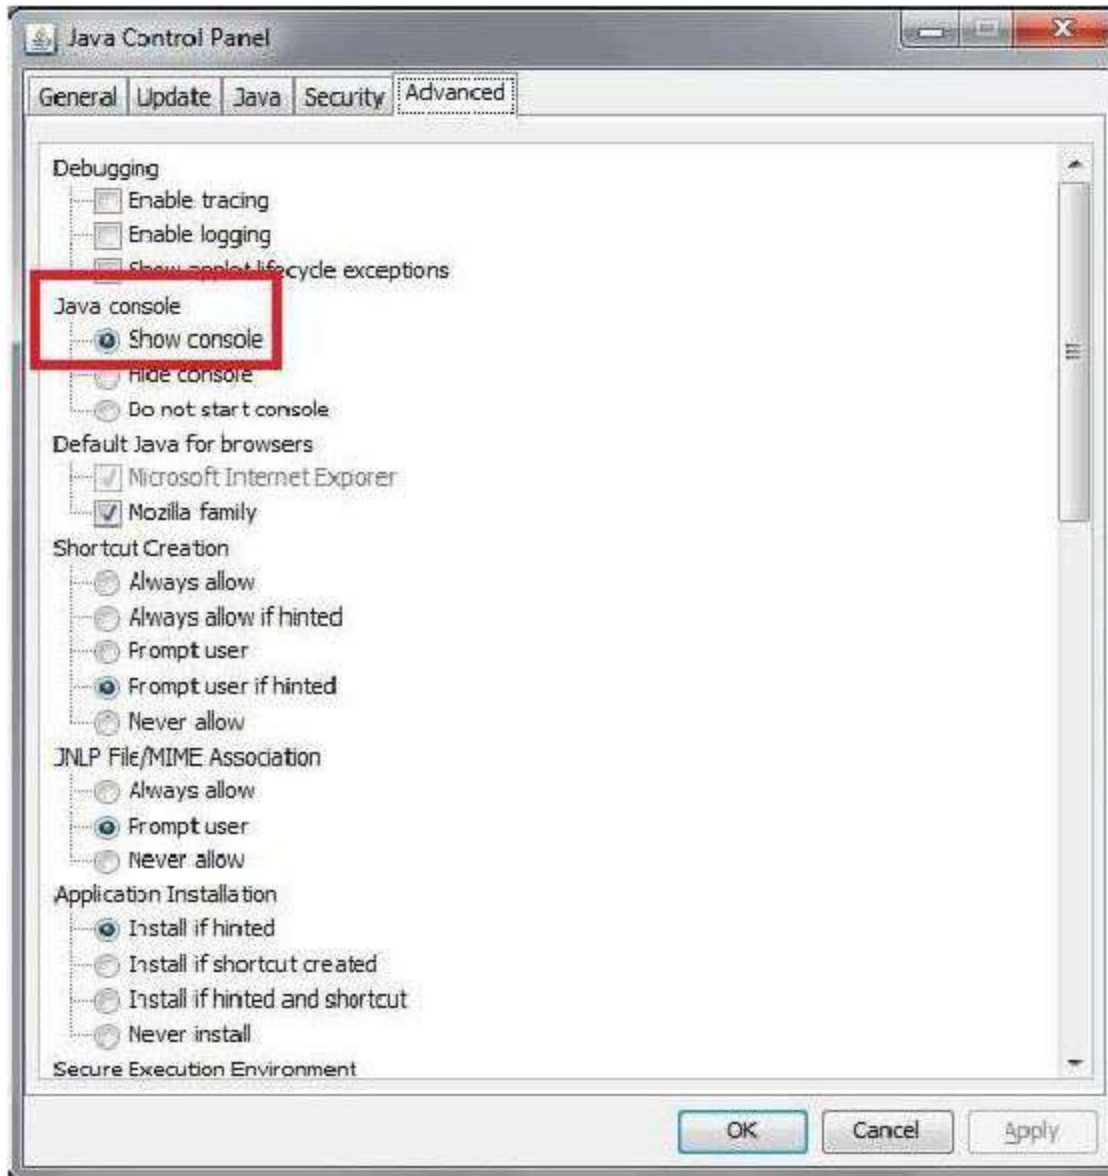 Java Control Panel
General Update Java Security Advanced
Debugging
Enable tracing
Enable logging
Show applet lifecycle exceptions
Java console
Show console
Hide console
Do not start console
Default Java for browsers
Microsoft Internet Exporer
Mozilla family
Shortcut Creation
Always allow
Always allow if hinted
Prompt user
Prompt user if hinted
Never allow
JNLP File/MIME Association
Always allow
Prompt user
Never allow
Application Installation
Install if hinted
Install if shortcut created
Install if hinted and shortcut
Never install
Secure Execution Environment
OK Cancel Apply